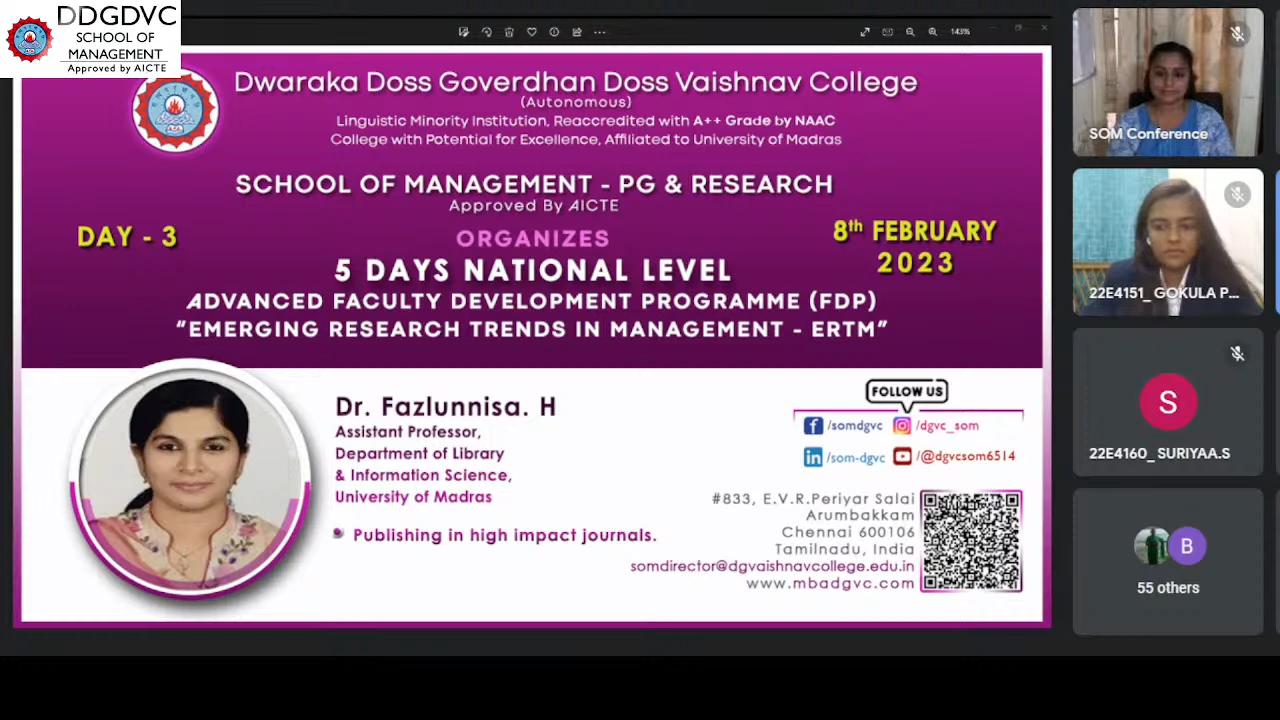 DDGDVC
SCHOOL OF
MANAGEMENT
Approved by AICTE
143%
Dwaraka Doss Goverdhan Doss Vaishnav College
(Autonomous)
Linguistic Minority Institution, Reaccredited with A++ Grade by NAAC
College with Potential for Excellence, Affiliated to University of Madras
SCHOOL OF MANAGEMENT - PG & RESEARCH
Approved By AICTE
DAY - 3
ORGANIZES
8th FEBRUARY
2023
5 DAYS NATIONAL LEVEL
ADVANCED FACULTY DEVELOPMENT PROGRAMME (FDP)
"EMERGING RESEARCH TRENDS IN MANAGEMENT - ERTM"
Dr. Fazlunnisa. H
Assistant Professor,
Department of Library
& Information Science,
University of Madras
Publishing in high impact journals.
FOLLOW US
/somdgvc /dgvc_som
/som-dgvc /@dgvcsom6514
#833, E.V.R.Periyar Salai
Arumbakkam
Chennai 600106
Tamilnadu, India
somdirector@dgvaishnavcollege.edu.in
www.mbadgvc.com
SOM Conference
22E4151_ GOKULA P...
S
22E4160_ SURIYAA.S
B
55 others